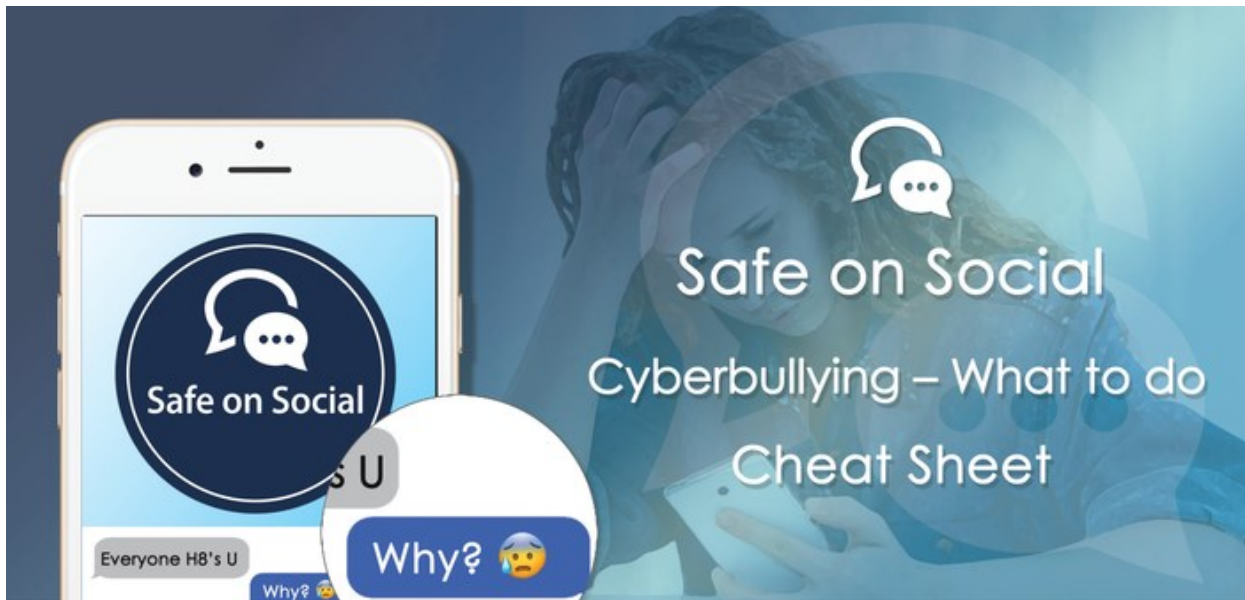 Safe on Social
Everyone H8's U
Why? 😰
's U
Why? 😰
Safe on Social
Cyberbullying – What to do
Cheat Sheet